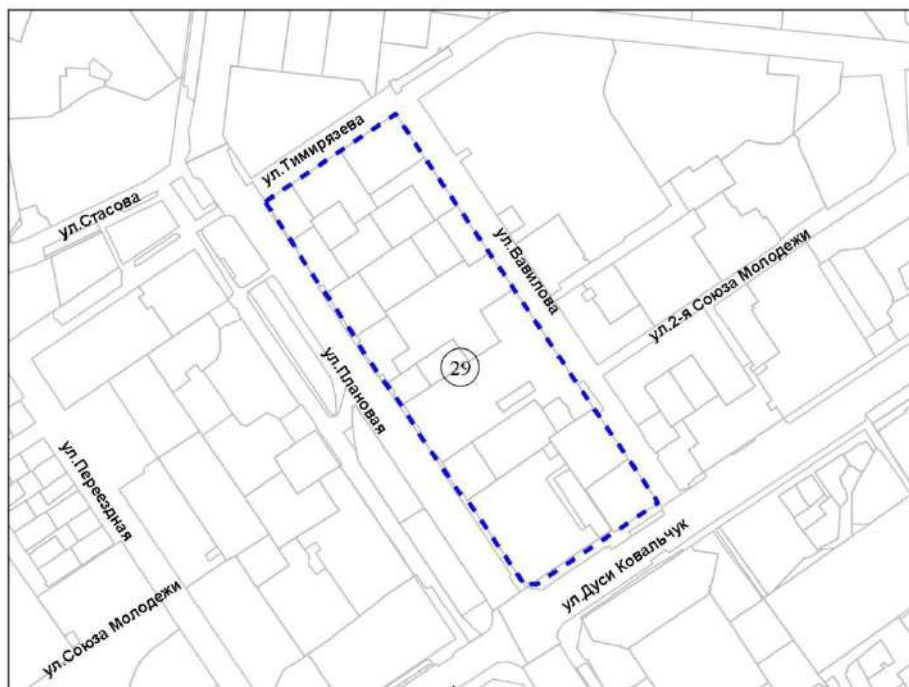 ул.Тимирязева
ул.Стасова
ул.Вавилова
ул.2-я Союза Молодежи
29
ул.Плановая
ул.Переездная
ул.Дуси Ковальчук
ул.Союза Молодежи